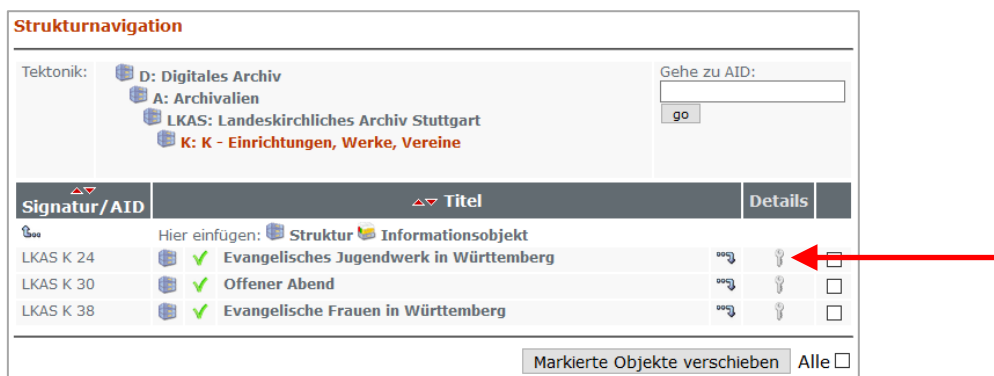 Strukturnavigation
Tektonik:
D: Digitales Archiv
A: Archivalien
LKAS: Landeskirchliches Archiv Stuttgart
K: K - Einrichtungen, Werke, Vereine
Gehe zu AID:
go
Signatur/AID Titel Details
Hier einfügen: Struktur Informationsobjekt
LKAS K 24 Evangelisches Jugendwerk in Württemberg
LKAS K 30 Offener Abend
LKAS K 38 Evangelische Frauen in Württemberg
Markierte Objekte verschieben Alle